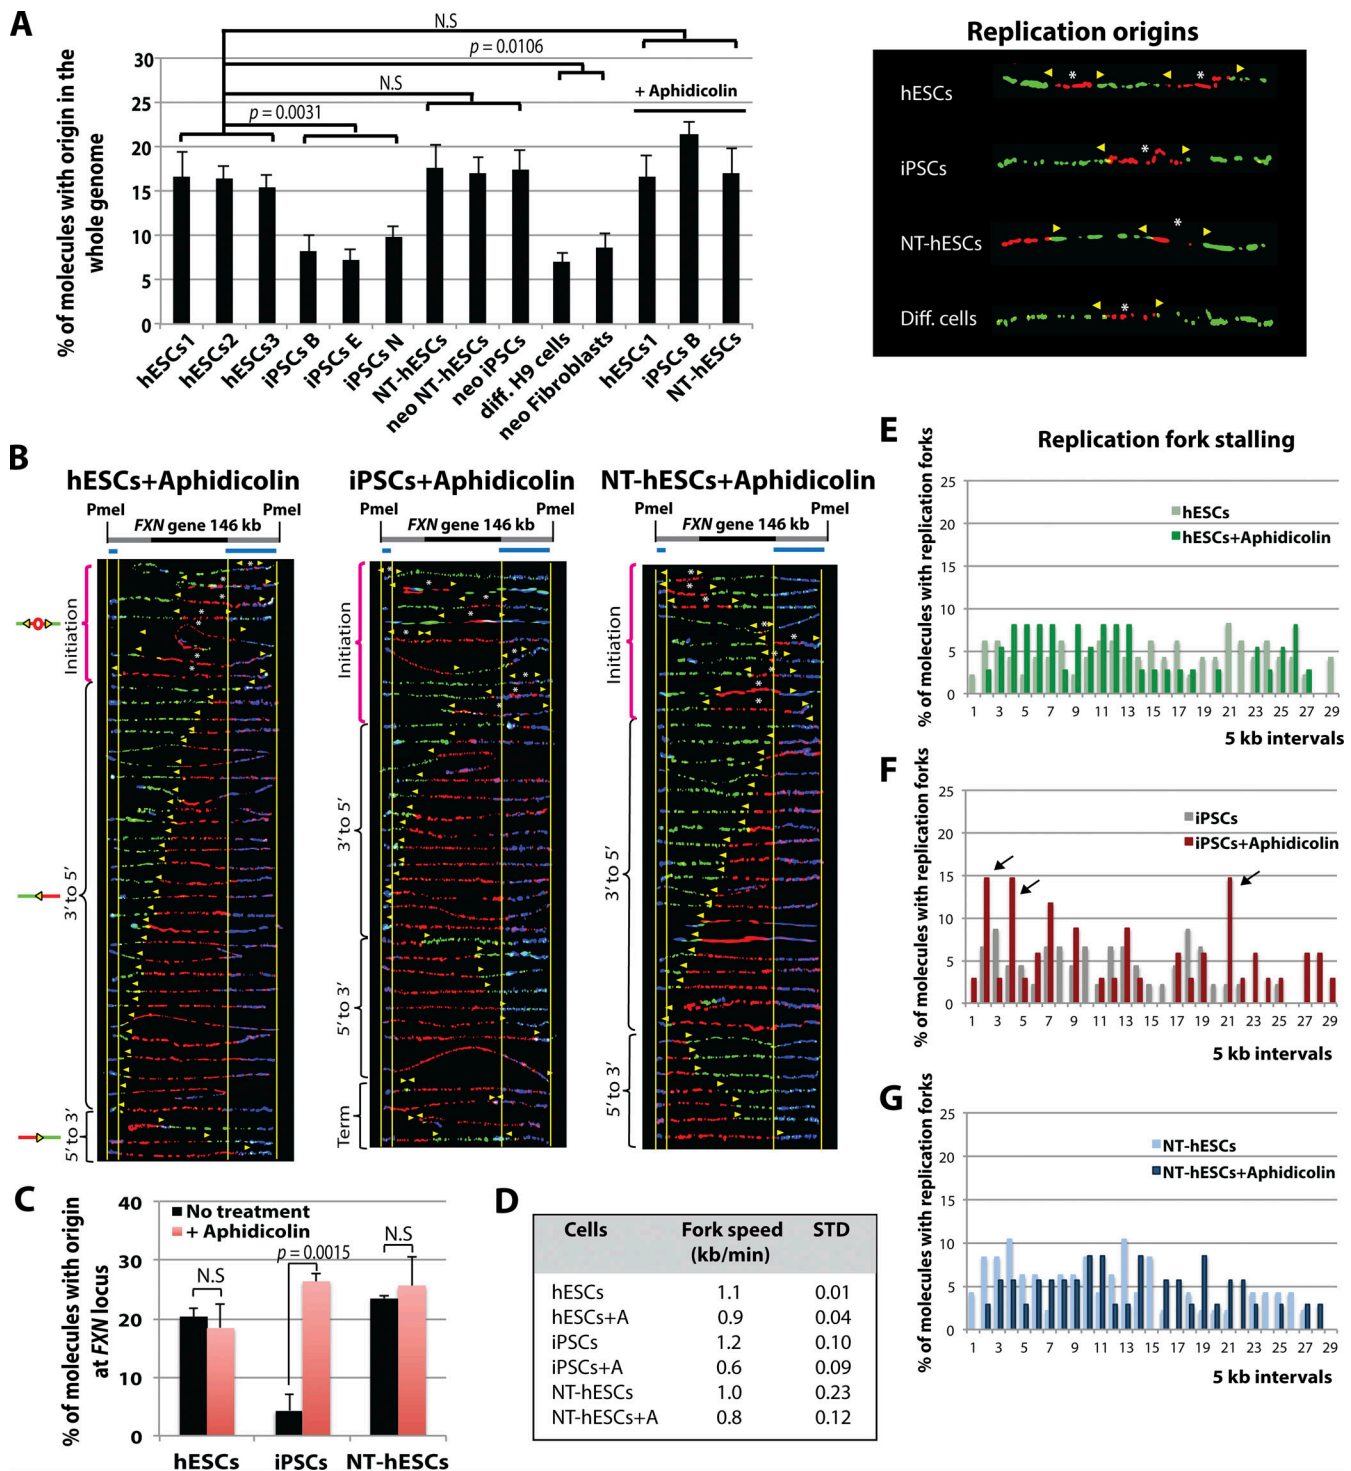 A
% of molecules with origin in the
whole genome
30
25
20
15
10
5
0
N.S
p = 0.0106
N.S
p = 0.0031
+ Aphidicolin
hESCs1
hESCs2
hESCs3
iPSCs B
iPSCs E
iPSCs N
NT-hESCs
neo NT-hESCs
neo iPSCs
diff. H9 cells
neo Fibroblasts
hESCs1
iPSCs B
NT-hESCs
Replication origins
hESCs
iPSCs
NT-hESCs
Diff. cells
B
hESCs+Aphidicolin
PmeI PmeI
FXN gene 146 kb
Initiation
3’ to 5’
5’ to 3’
iPSCs+Aphidicolin
PmeI PmeI
FXN gene 146 kb
Initiation
3’ to 5’
5’ to 3’
Term
NT-hESCs+Aphidicolin
PmeI PmeI
FXN gene 146 kb
Initiation
3’ to 5’
5’ to 3’
C
% of molecules with origin
at FXN locus
40
30
20
10
0
No treatment
+ Aphidicolin
N.S
p = 0.0015
N.S
hESCs iPSCs NT-hESCs
D
Cells Fork speed STD
(kb/min)
hESCs 1.1 0.01
hESCs+A 0.9 0.04
iPSCs 1.2 0.10
iPSCs+A 0.6 0.09
NT-hESCs 1.0 0.23
NT-hESCs+A 0.8 0.12
E
Replication fork stalling
% of molecules with replication forks
25
20
15
10
5
0
hESCs
hESCs+Aphidicolin
1 3 5 7 9 11 13 15 17 19 21 23 25 27 29
5 kb intervals
F
% of molecules with replication forks
25
20
15
10
5
0
iPSCs
iPSCs+Aphidicolin
1 3 5 7 9 11 13 15 17 19 21 23 25 27 29
5 kb intervals
G
% of molecules with replication forks
25
20
15
10
5
0
NT-hESCs
NT-hESCs+Aphidicolin
1 3 5 7 9 11 13 15 17 19 21 23 25 27 29
5 kb intervals